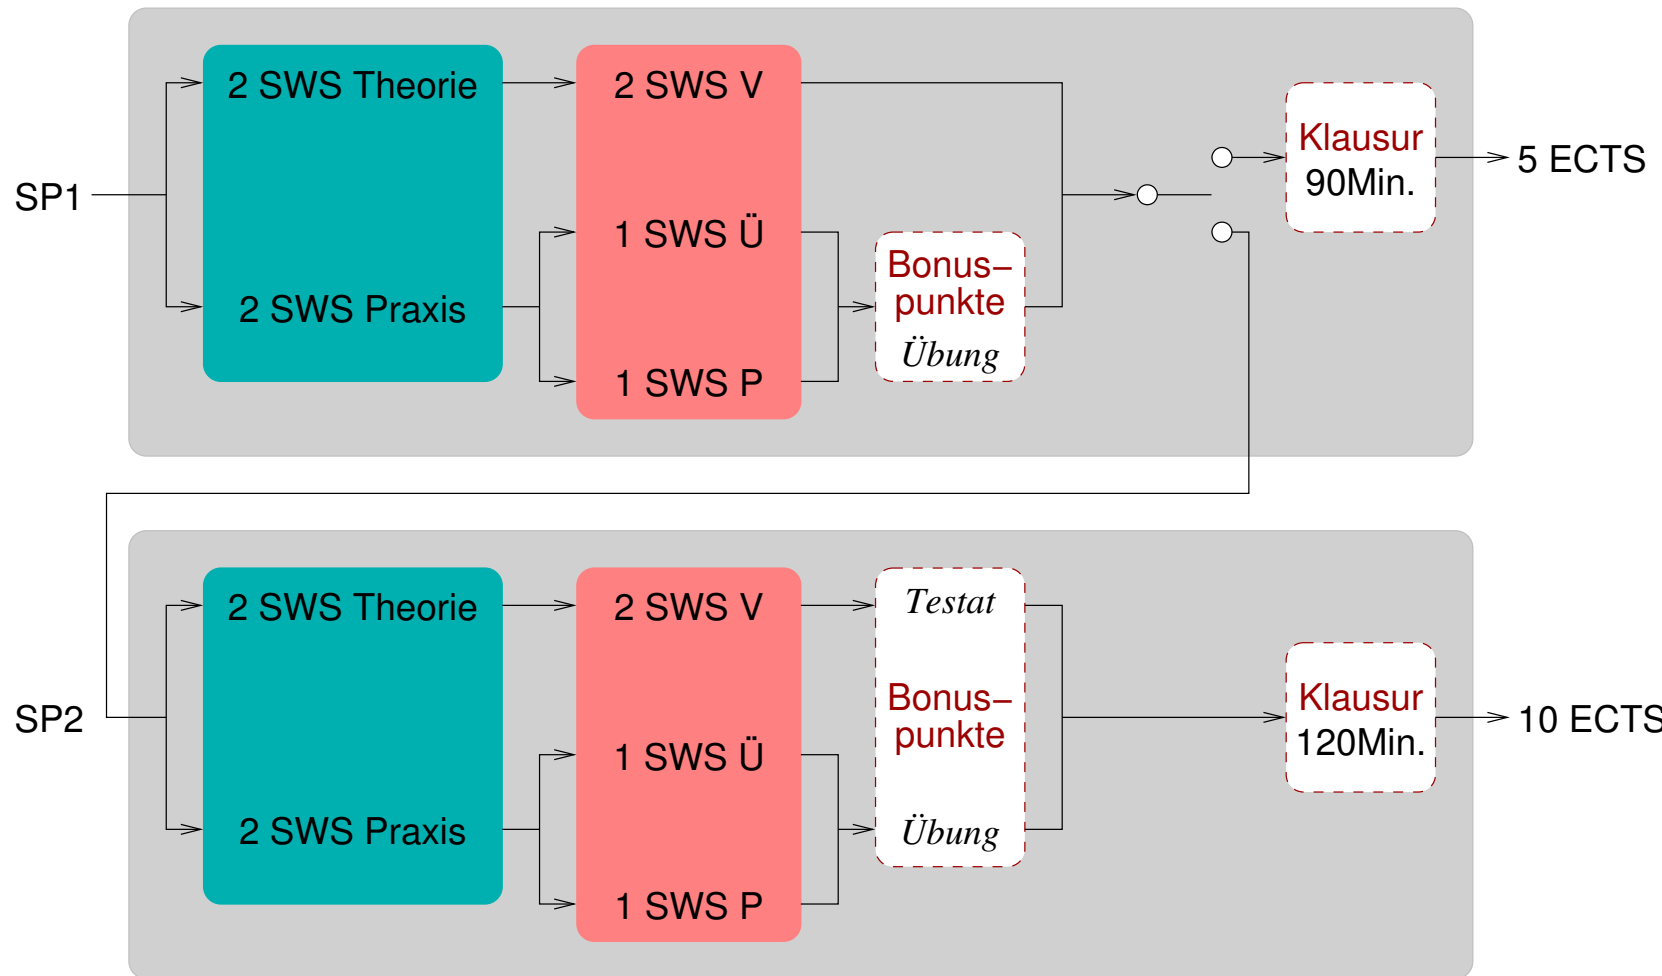 SP1
2 SWS Theorie
2 SWS Praxis
2 SWS V
1 SWS Ü
1 SWS P
Bonus–
punkte
Übung
Klausur
90Min.
5 ECTS
SP2
2 SWS Theorie
2 SWS Praxis
2 SWS V
1 SWS Ü
1 SWS P
Testat
Bonus–
punkte
Übung
Klausur
120Min.
10 ECTS